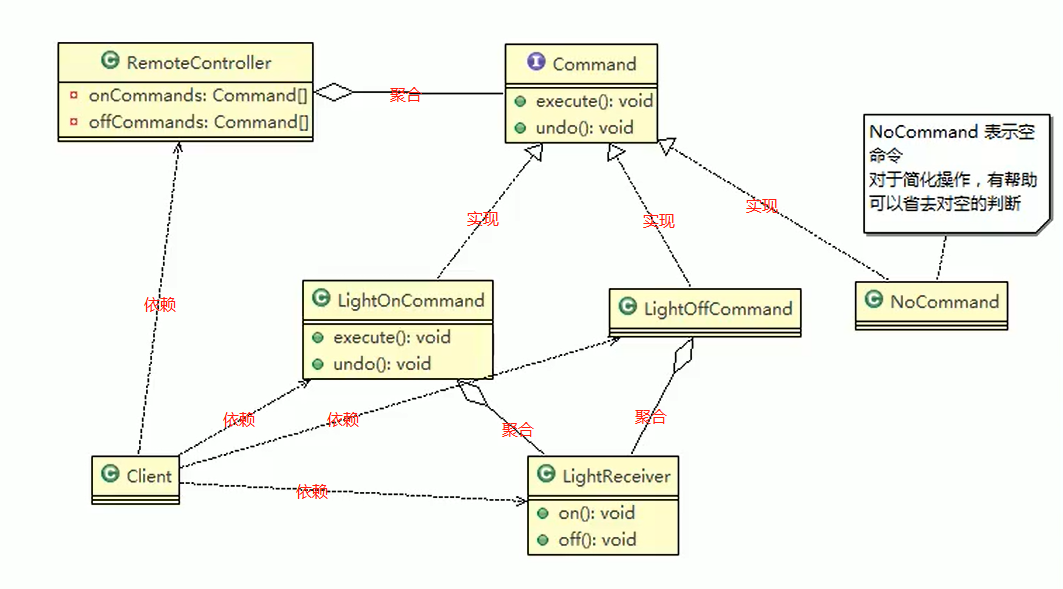 RemoteController
onCommands: Command[]
offCommands: Command[]
聚合
Command
execute(): void
undo(): void
NoCommand 表示空
命令
对于简化操作，有帮助
可以省去对空的判断
实现
实现
实现
依赖
LightOnCommand
execute(): void
undo(): void
LightOffCommand
NoCommand
依赖
依赖
聚合
聚合
Client
依赖
LightReceiver
on(): void
off(): void